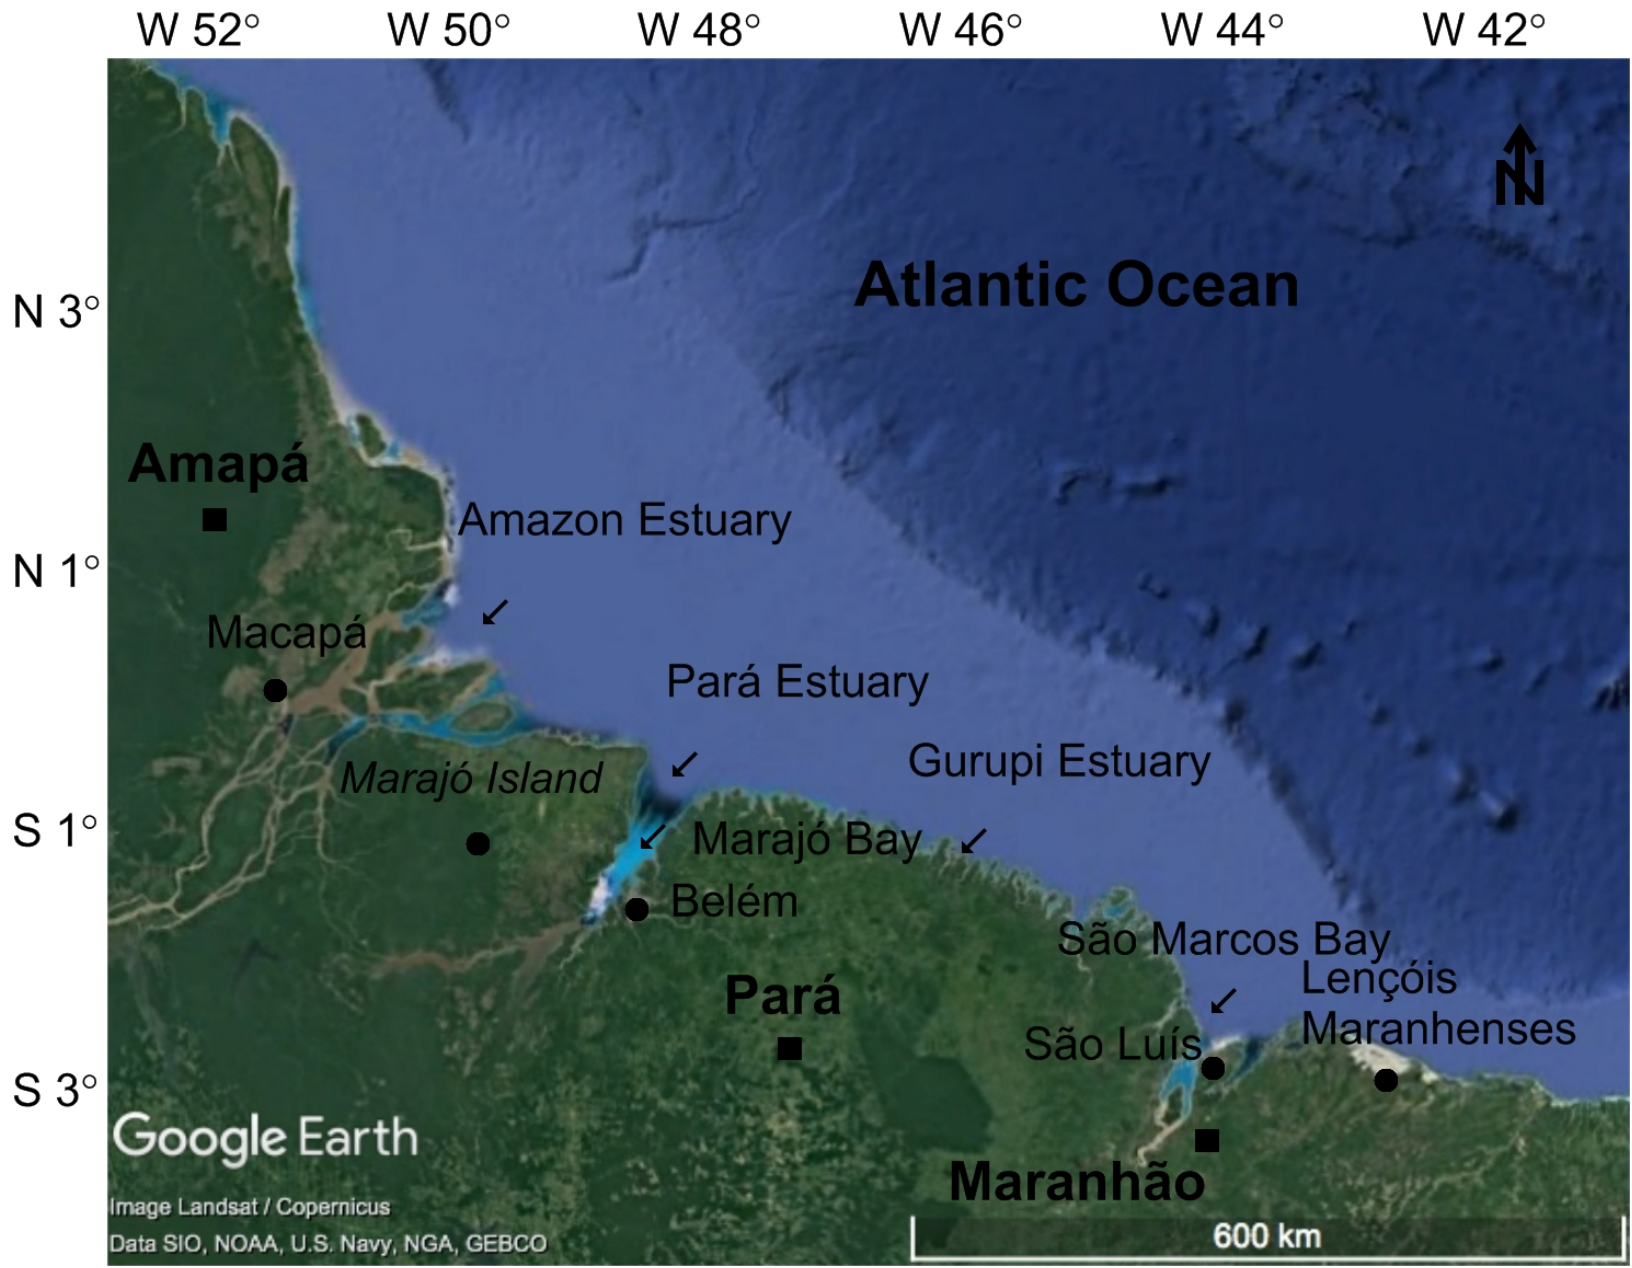 W 52° W 50° W 48° W 46° W 44° W 42°
N
Atlantic Ocean
N 3°
Amapá
Amazon Estuary
N 1°
Macapá
Pará Estuary
Gurupi Estuary
Marajó Island
S 1°
Marajó Bay
Belém
São Marcos Bay
Lençóis
Maranhenses
Pará
São Luís
S 3°
Google Earth
Maranhão
Image Landsat / Copernicus
600 km
Data SIO, NOAA, U.S. Navy, NGA, GEBCO